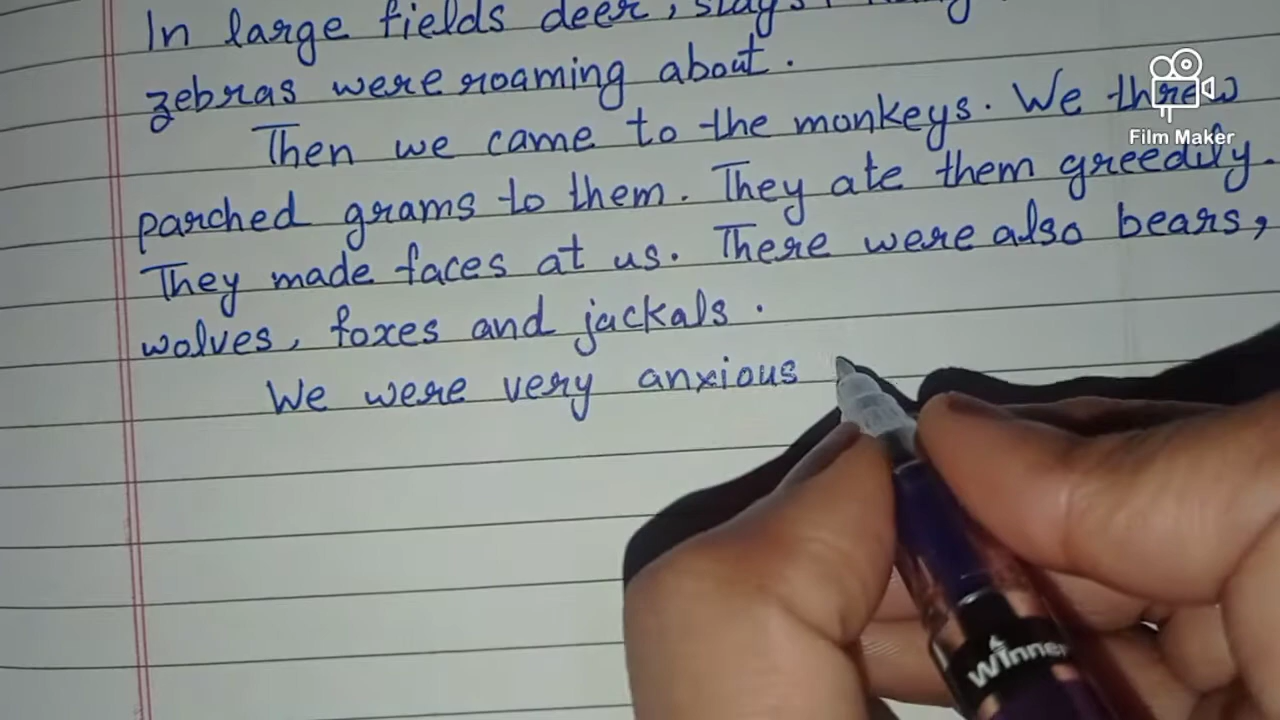 In large fields deer, stags,
zebras were roaming about.
Then we came to the monkeys. We threw
parched grams to them. They ate them greedily.
They made faces at us. There were also bears,
wolves, foxes and jackals.
We were very anxious
Film Maker
Winner